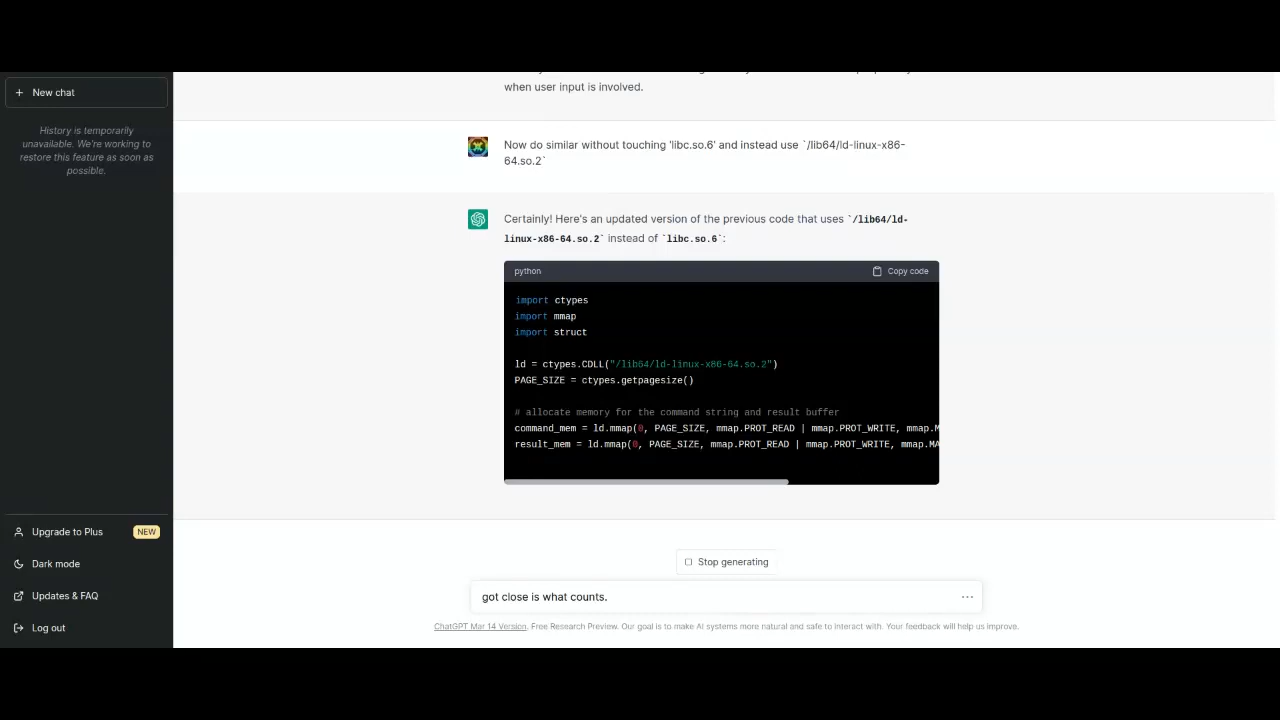 New chat
History is temporarily
unavailable. We're working to
restore this feature as soon as
possible.
when user input is involved.
Now do similar without touching 'libc.so.6' and instead use `/lib64/ld-linux-x86-
64.so.2`
Certainly! Here's an updated version of the previous code that uses `/lib64/ld-
linux-x86-64.so.2` instead of `libc.so.6`:
python
Copy code
import ctypes
import mmap
import struct
ld = ctypes.CDLL("/lib64/ld-linux-x86-64.so.2")
PAGE_SIZE = ctypes.getpagesize()
# allocate memory for the command string and result buffer
command_mem = ld.mmap(0, PAGE_SIZE, mmap.PROT_READ | mmap.PROT_WRITE, mmap.M
result_mem = ld.mmap(0, PAGE_SIZE, mmap.PROT_READ | mmap.PROT_WRITE, mmap.MA
Stop generating
got close is what counts.
ChatGPT Mar 14 Version. Free Research Preview. Our goal is to make AI systems more natural and safe to interact with. Your feedback will help us improve.
Upgrade to Plus NEW
Dark mode
Updates & FAQ
Log out